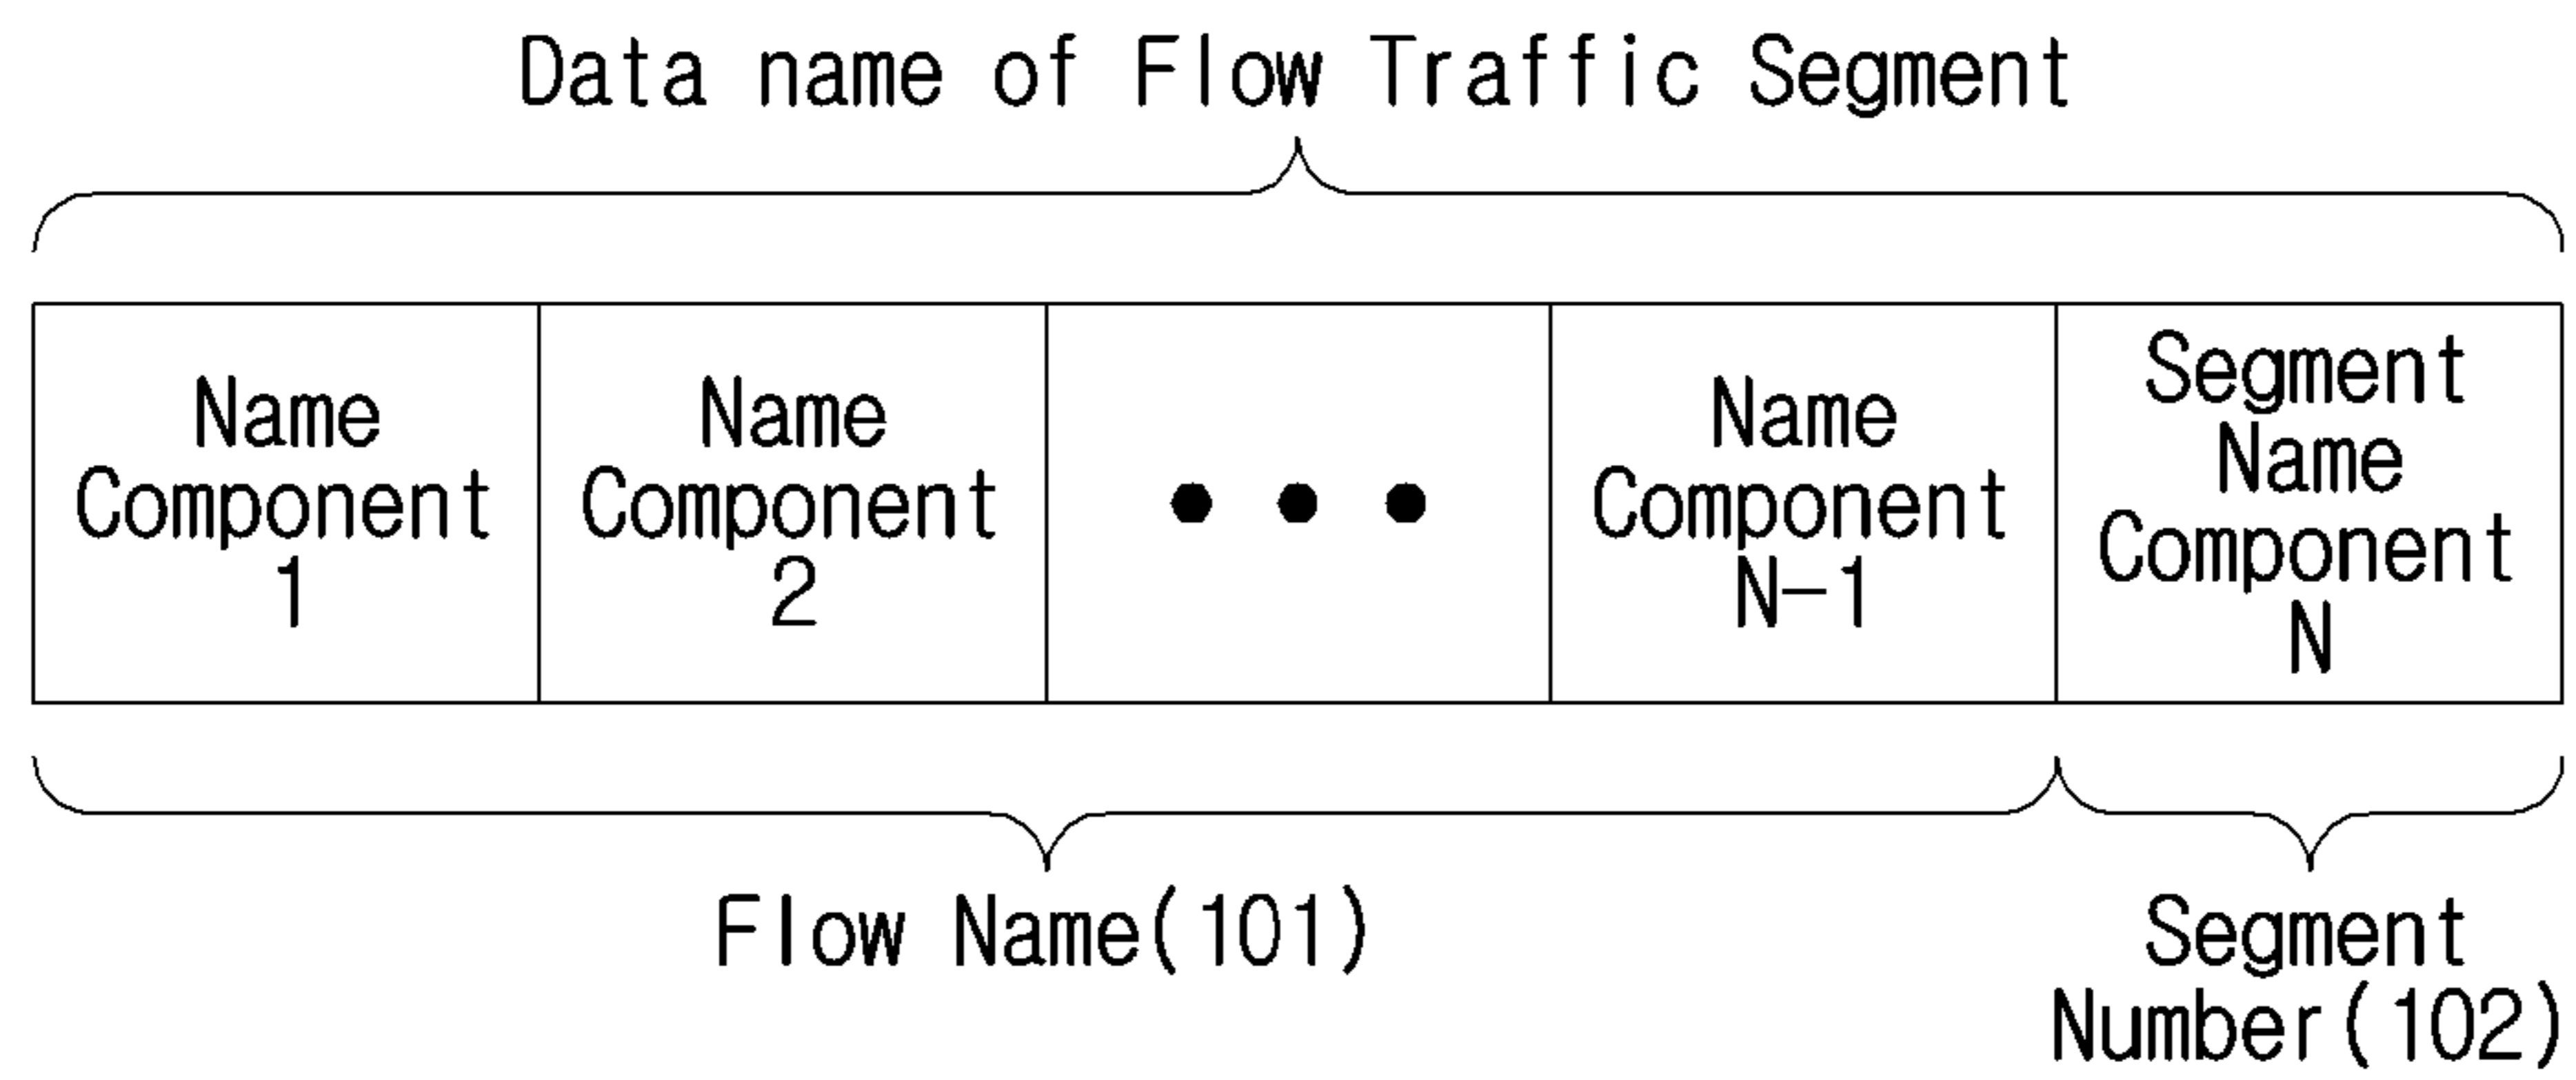 Data name of Flow Traffic Segment
Name
Component
1
Name
Component
2
Name
Component
N-1
Segment
Name
Component
N
Flow Name(101)
Segment
Number(102)